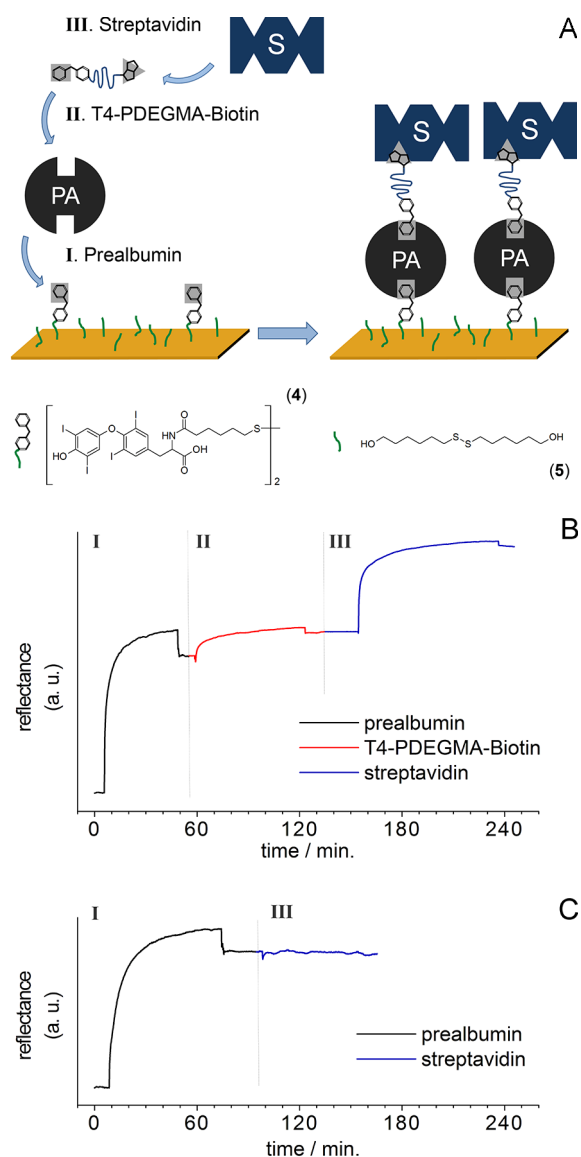 A
III. Streptavidin
S
II. T4-PDEGMA-Biotin
PA
I. Prealbumin
S
S
PA
PA
(4)
I
I
O
O
HN
S
HO
I
I
OH
O
2
HO
S
S
OH
(5)
B
I
II
III
reflectance
(a. u.)
prealbumin
T4-PDEGMA-Biotin
streptavidin
0
60
120
180
240
time / min.
C
I
III
reflectance
(a. u.)
prealbumin
streptavidin
0
60
120
180
240
time / min.